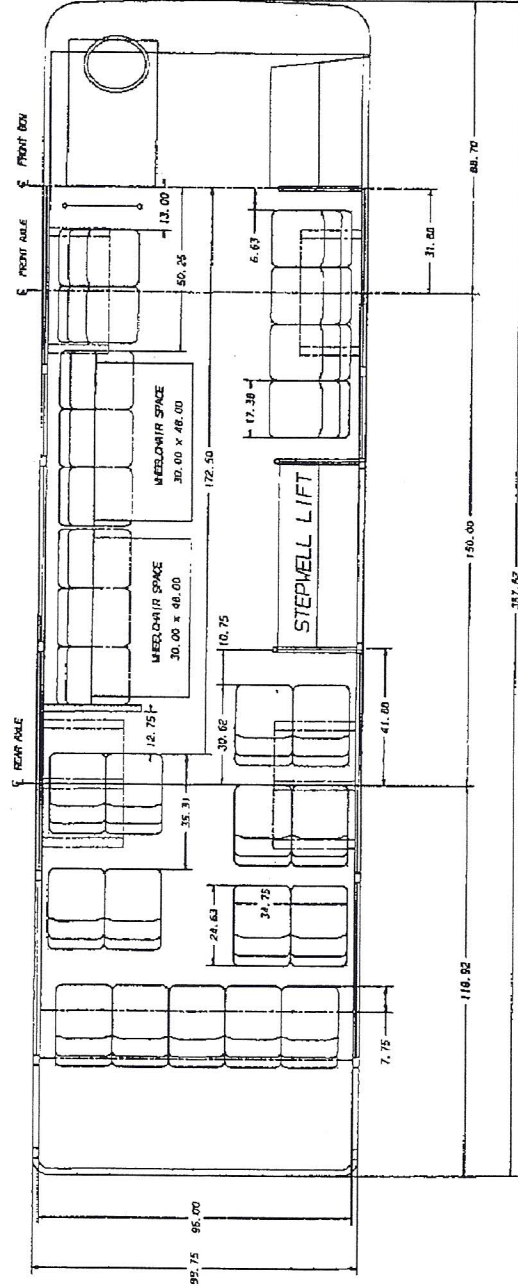 ℄ FRONT BOX
℄ FRONT AXLE
℄ REAR AXLE
13.00
50.25
6.63
31.88
88.70
WHEELCHAIR SPACE
30.00 x 48.00
17.38
172.50
WHEELCHAIR SPACE
30.00 x 48.00
STEPWELL LIFT
150.00
10.75
12.75
30.62
41.88
35.31
24.63
34.75
118.92
7.75
96.00
99.75